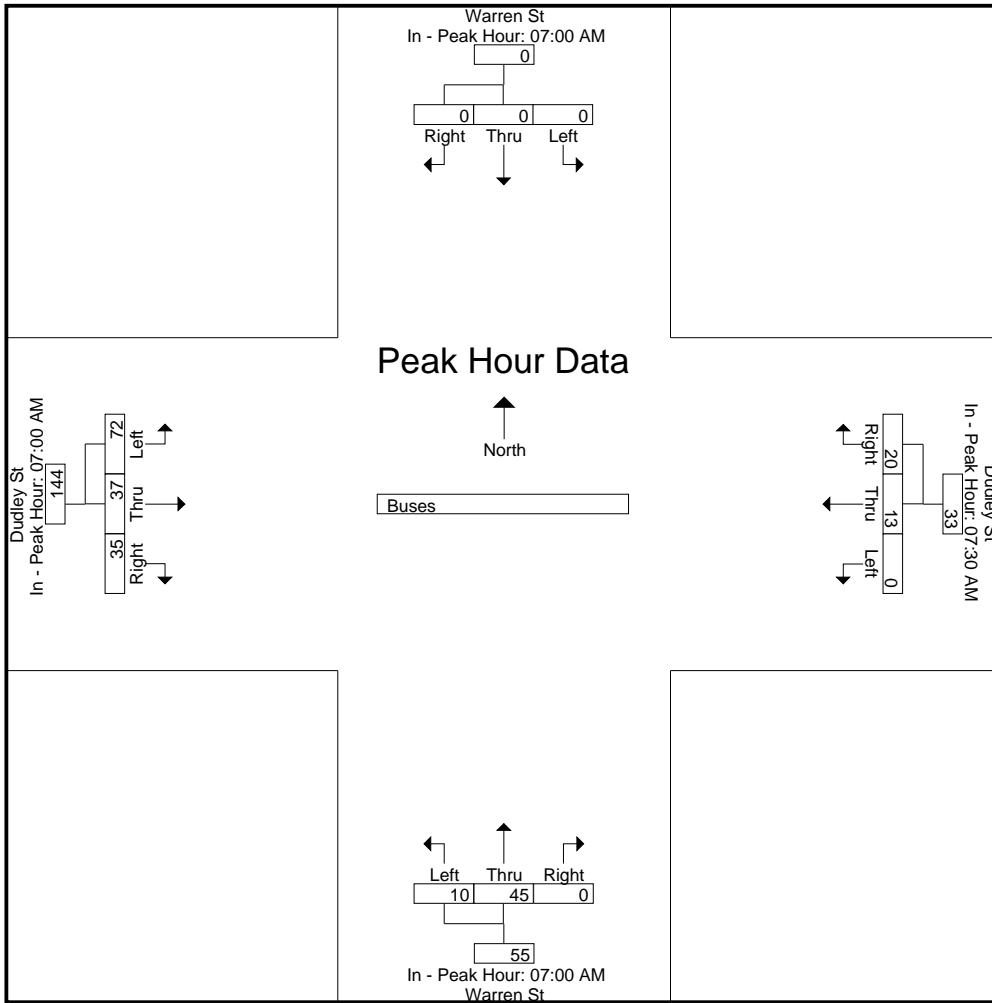 Warren St
In - Peak Hour: 07:00 AM
0
0 0 0
Right Thru Left
Peak Hour Data
North
Buses
Dudley St
In - Peak Hour: 07:00 AM
144
72 37 35
Left Thru Right
Dudley St
In - Peak Hour: 07:30 AM
33
20 13 0
Right Thru Left
Left Thru Right
10 45 0
55
In - Peak Hour: 07:00 AM
Warren St